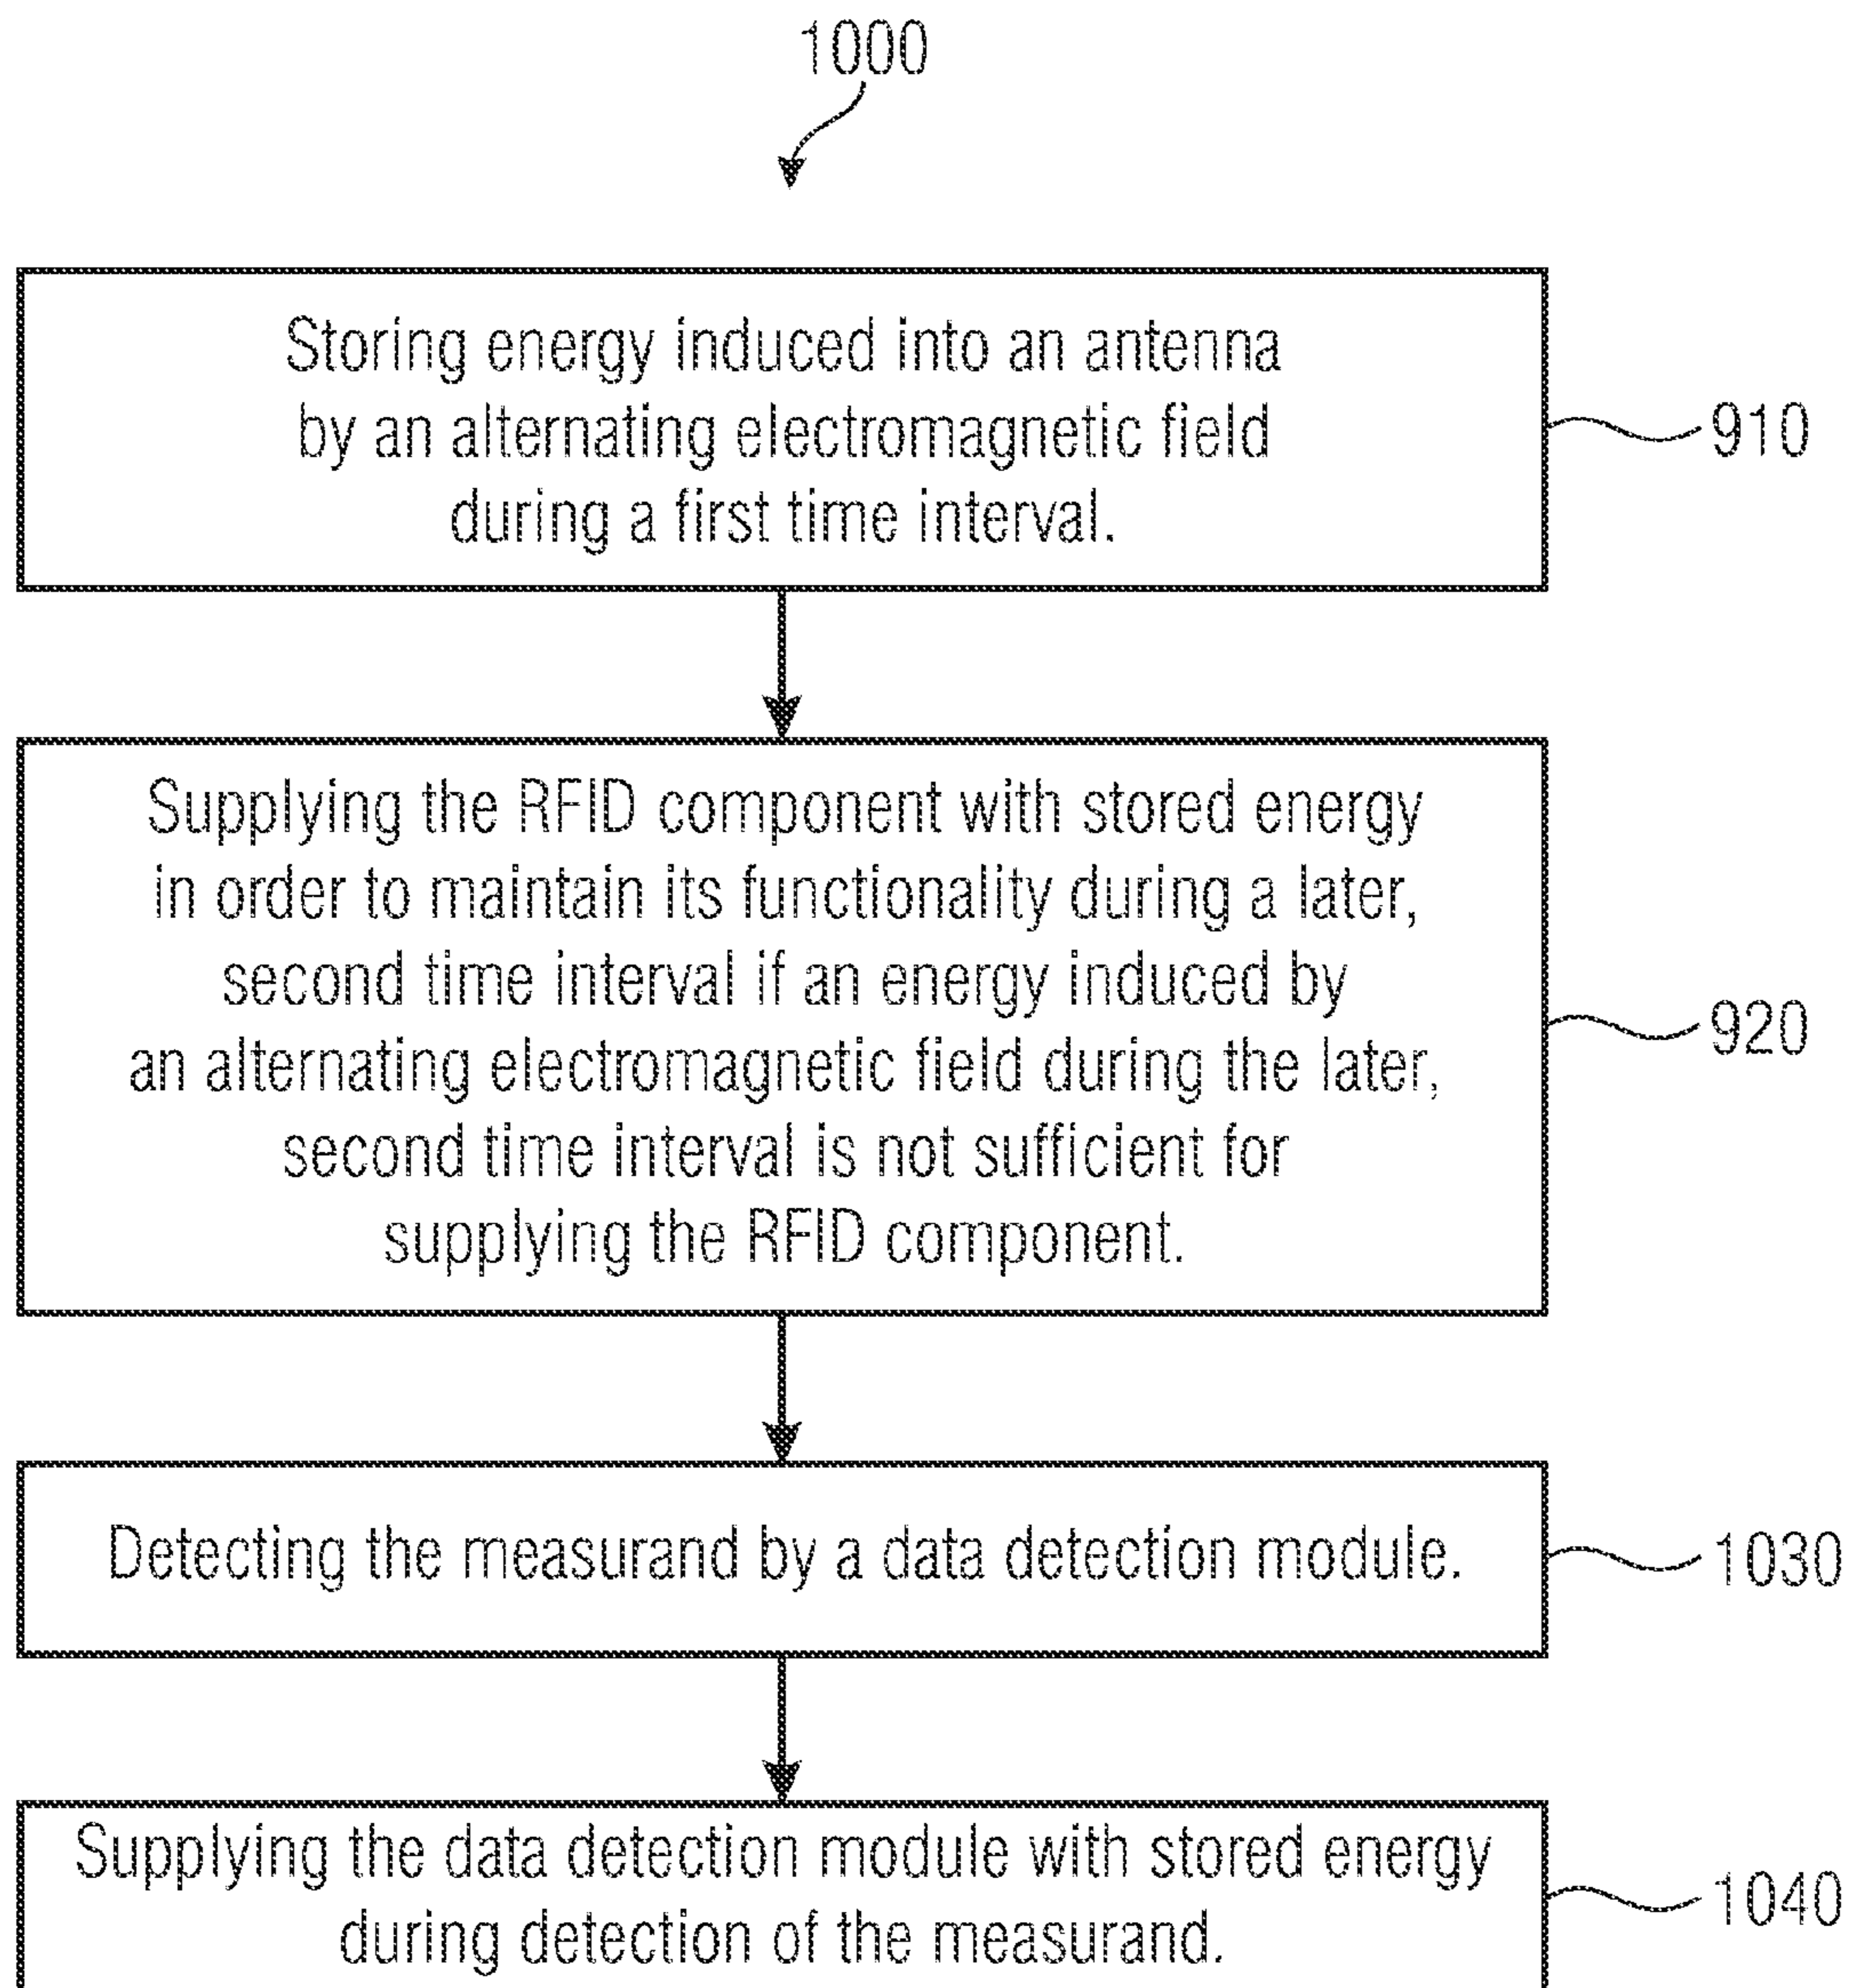 1000
Storing energy induced into an antenna
by an alternating electromagnetic field
during a first time interval.
910
Supplying the RFID component with stored energy
in order to maintain its functionality during a later,
second time interval if an energy induced by
an alternating electromagnetic field during the later,
second time interval is not sufficient for
supplying the RFID component.
920
Detecting the measurand by a data detection module.
1030
Supplying the data detection module with stored energy
during detection of the measurand.
1040